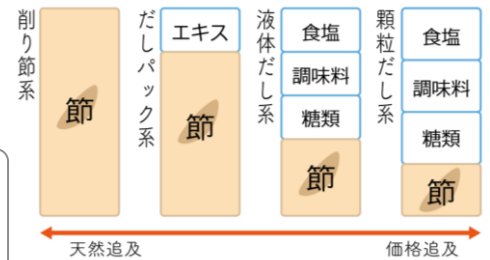 削り節系
節
だしパック系
エキス
節
液体だし系
食塩
調味料
糖類
節
顆粒だし系
食塩
調味料
糖類
節
天然追及
価格追及